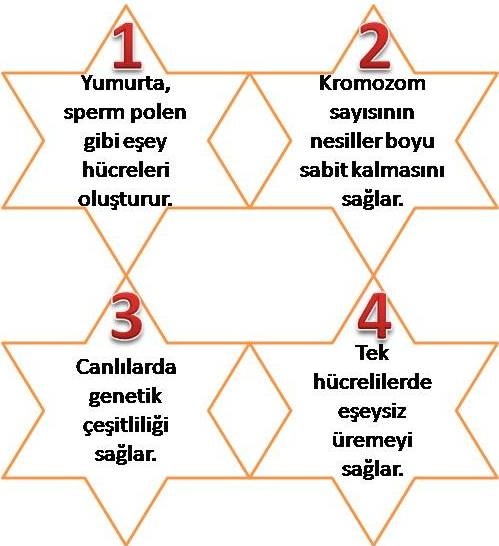 1
Yumurta,
sperm polen
gibi eşey
hücreleri
oluşturur.
2
Kromozom
sayısının
nesiller boyu
sabit kalmasını
sağlar.
3
Canlılarda
genetik
çeşitliliği
sağlar.
4
Tek
hücrelilerde
eşeysiz
üremeyi
sağlar.